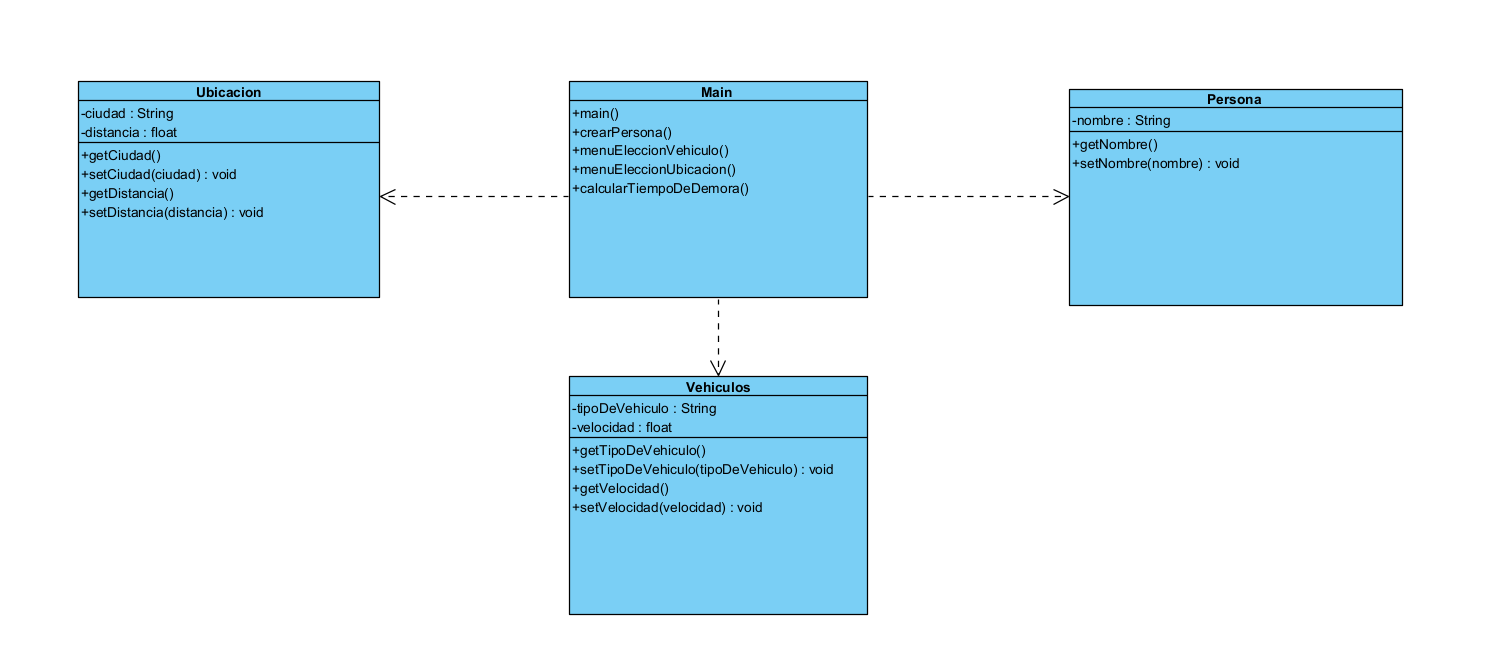 Ubicacion
-ciudad : String
-distancia : float
+getCiudad()
+setCiudad(ciudad) : void
+getDistancia()
+setDistancia(distancia) : void
Main
+main()
+crearPersona()
+menuEleccionVehiculo()
+menuEleccionUbicacion()
+calcularTiempoDeDemora()
Persona
-nombre : String
+getNombre()
+setNombre(nombre) : void
Vehiculos
-tipoDeVehiculo : String
-velocidad : float
+getTipoDeVehiculo()
+setTipoDeVehiculo(tipoDeVehiculo) : void
+getVelocidad()
+setVelocidad(velocidad) : void